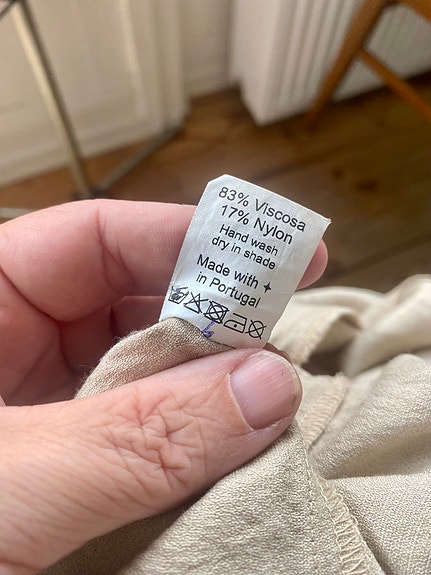 83% Viscosa
17% Nylon
Hand wash
dry in shade
Made with
in Portugal